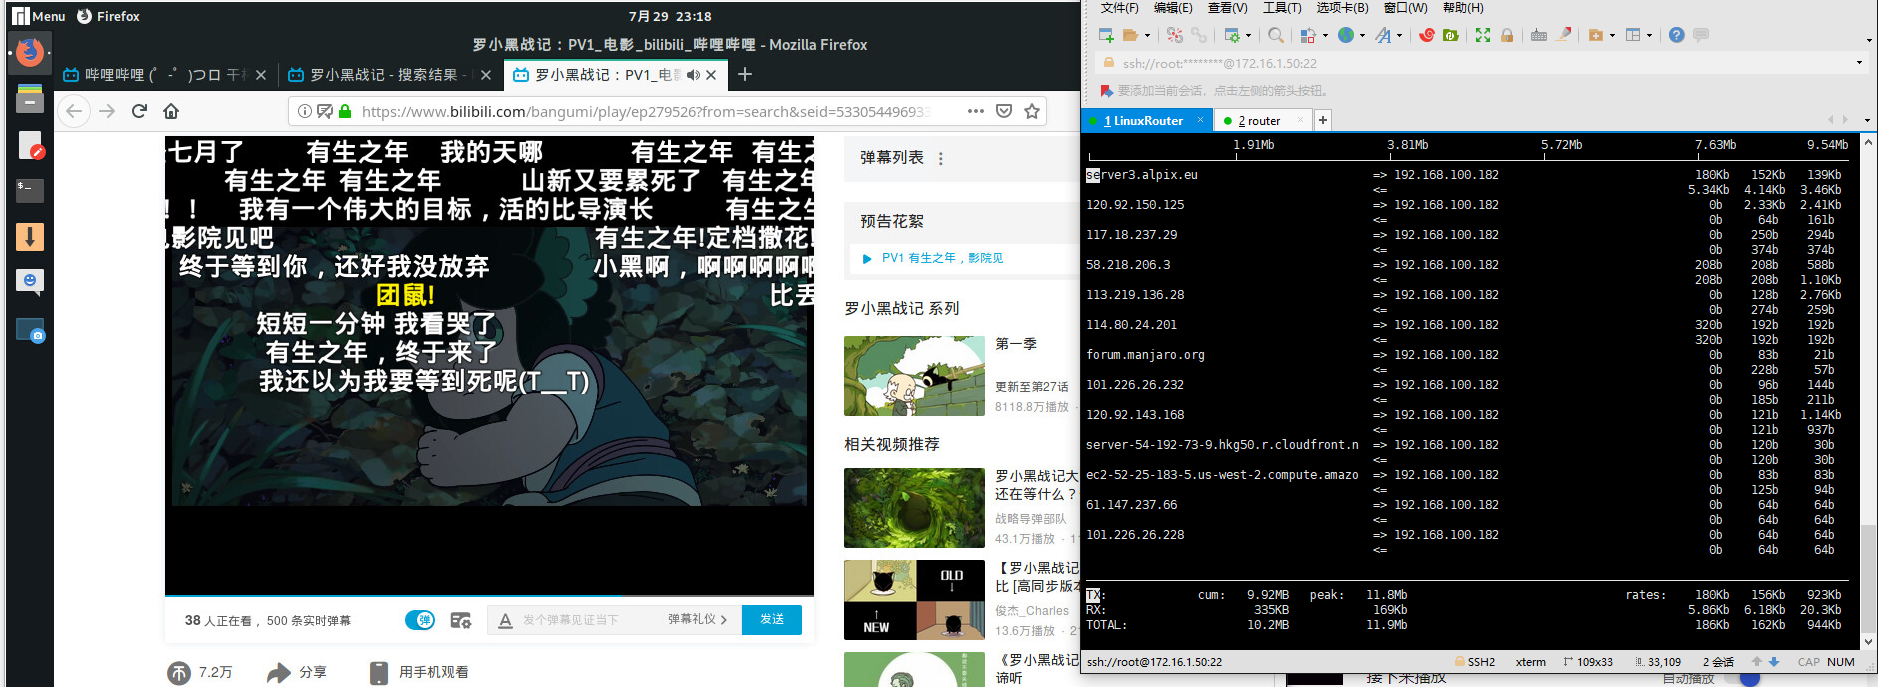 Menu Firefox 7月29 23:18
罗小黑战记：PV1_电影_bilibili_哔哩哔哩 - Mozilla Firefox
哔哩哔哩 (゜-゜)つロ 干杯
罗小黑战记 - 搜索结果 -
罗小黑战记：PV1_电影
https://www.bilibili.com/bangumi/play/ep279526?from=search&seid=533054496933
七月了 有生之年 我的天哪 有生之年 有生之
有生之年 有生之年 山新又要累死了 有生之年
！！ 我有一个伟大的目标，活的比导演长 有生之
影院见吧 有生之年!定档撒花!
终于等到你，还好我没放弃 小黑啊，啊啊啊啊啊
团鼠! 比丢
短短一分钟 我看哭了
有生之年，终于来了
我还以为我要等到死呢(T__T)
38 人正在看，500 条实时弹幕
弹
A 发个弹幕见证当下 弹幕礼仪 发送
7.2万 分享 用手机观看
弹幕列表
预告花絮
PV1 有生之年，影院见
罗小黑战记 系列
第一季
更新至第27话
8118.8万播放 ·
相关视频推荐
罗小黑战记大
还在等什么？
战略导弹部队
43.1万播放 · 1
OLD
NEW
【罗小黑战记
比 [高同步版本
俊杰_Charles
13.6万播放 · 2
《罗小黑战记
谛听
文件(F) 编辑(E) 查看(V) 工具(T) 选项卡(B) 窗口(W) 帮助(H)
ssh://root:********@172.16.1.50:22
要添加当前会话，点击左侧的箭头按钮。
1 LinuxRouter
2 router
1.91Mb 3.81Mb 5.72Mb 7.63Mb 9.54Mb
server3.alpix.eu => 192.168.100.182 180Kb 152Kb 139Kb
<= 5.34Kb 4.14Kb 3.46Kb
120.92.150.125 => 192.168.100.182 0b 2.33Kb 2.41Kb
<= 0b 64b 161b
117.18.237.29 => 192.168.100.182 0b 250b 294b
<= 0b 374b 374b
58.218.206.3 => 192.168.100.182 208b 208b 588b
<= 208b 208b 1.10Kb
113.219.136.28 => 192.168.100.182 0b 128b 2.76Kb
<= 0b 274b 259b
114.80.24.201 => 192.168.100.182 320b 192b 192b
<= 320b 192b 192b
forum.manjaro.org => 192.168.100.182 0b 83b 21b
<= 0b 228b 57b
101.226.26.232 => 192.168.100.182 0b 96b 144b
<= 0b 185b 211b
120.92.143.168 => 192.168.100.182 0b 121b 1.14Kb
<= 0b 121b 937b
server-54-192-73-9.hkg50.r.cloudfront.n => 192.168.100.182 0b 120b 30b
<= 0b 120b 30b
ec2-52-25-183-5.us-west-2.compute.amazo => 192.168.100.182 0b 83b 83b
<= 0b 125b 94b
61.147.237.66 => 192.168.100.182 0b 64b 64b
<= 0b 64b 64b
101.226.26.228 => 192.168.100.182 0b 64b 64b
<= 0b 64b 64b
TX: cum: 9.92MB peak: 11.8Mb rates: 180Kb 156Kb 923Kb
RX: 335KB 169Kb 5.86Kb 6.18Kb 20.3Kb
TOTAL: 10.2MB 11.9Mb 186Kb 162Kb 944Kb
ssh://root@172.16.1.50:22 SSH2 xterm 109x33 33,109 2 会话 CAP NUM
接下来播放 自动播放